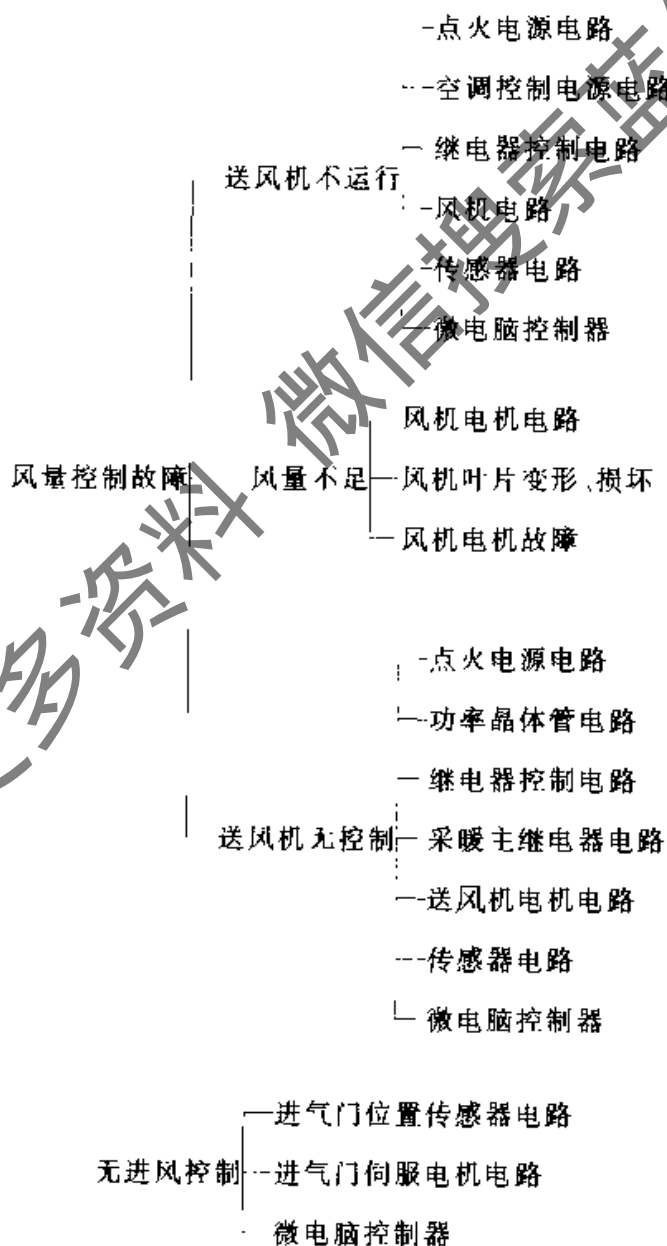 点火电源电路
空调控制电源电路
继电器控制电路
送风机不运行
风机电路
传感器电路
微电脑控制器
风机电机电路
风量控制故障 风量不足 风机叶片变形、损坏
风机电机故障
点火电源电路
功率晶体管电路
继电器控制电路
送风机无控制 采暖主继电器电路
送风机电机电路
传感器电路
微电脑控制器
进气门位置传感器电路
无进风控制 进气门伺服电机电路
微电脑控制器
多资料 微信搜索蓝